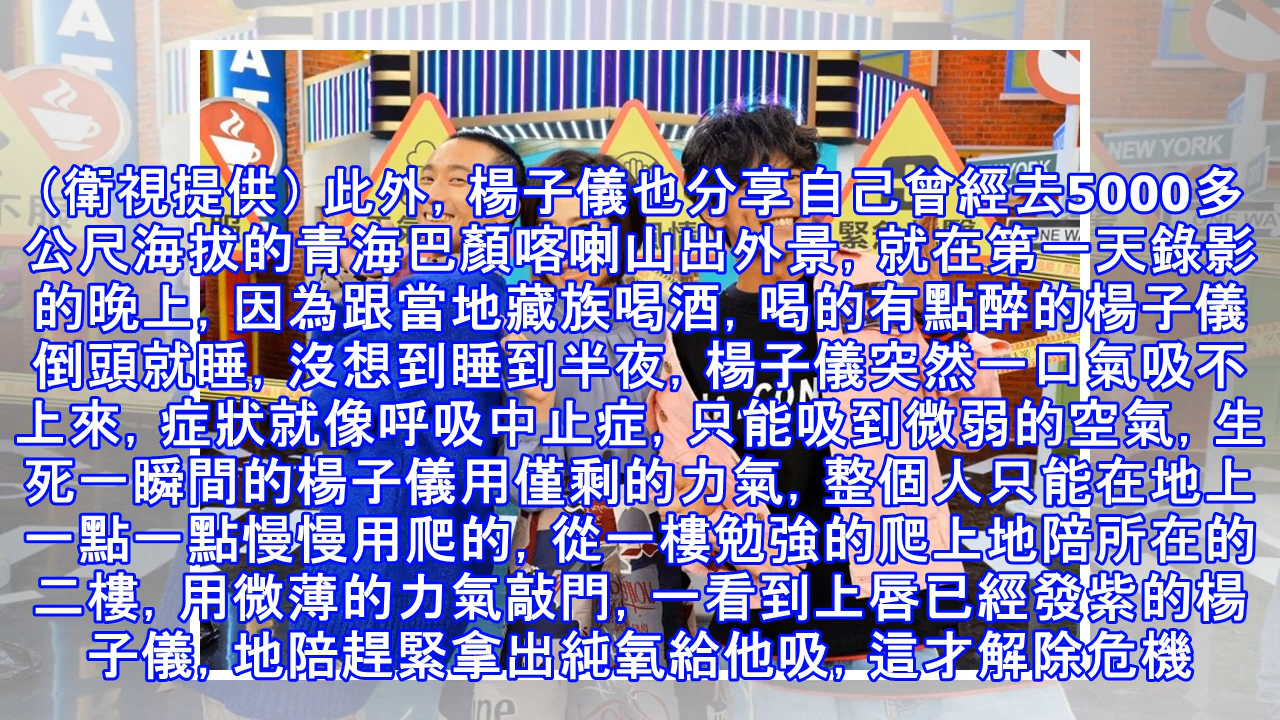 （衛視提供）此外, 楊子儀也分享自己曾經去5000多
公尺海拔的青海巴顏喀喇山出外景, 就在第一天錄影
的晚上, 因為跟當地藏族喝酒, 喝的有點醉的楊子儀
倒頭就睡, 沒想到睡到半夜, 楊子儀突然一口氣吸不
上來, 症狀就像呼吸中止症, 只能吸到微弱的空氣, 生
死一瞬間的楊子儀用僅剩的力氣, 整個人只能在地上
一點一點慢慢用爬的, 從一樓勉強的爬上地陪所在的
二樓, 用微薄的力氣敲門, 一看到上唇已經發紫的楊
子儀, 地陪趕緊拿出純氧給他吸, 這才解除危機
NEW YORK